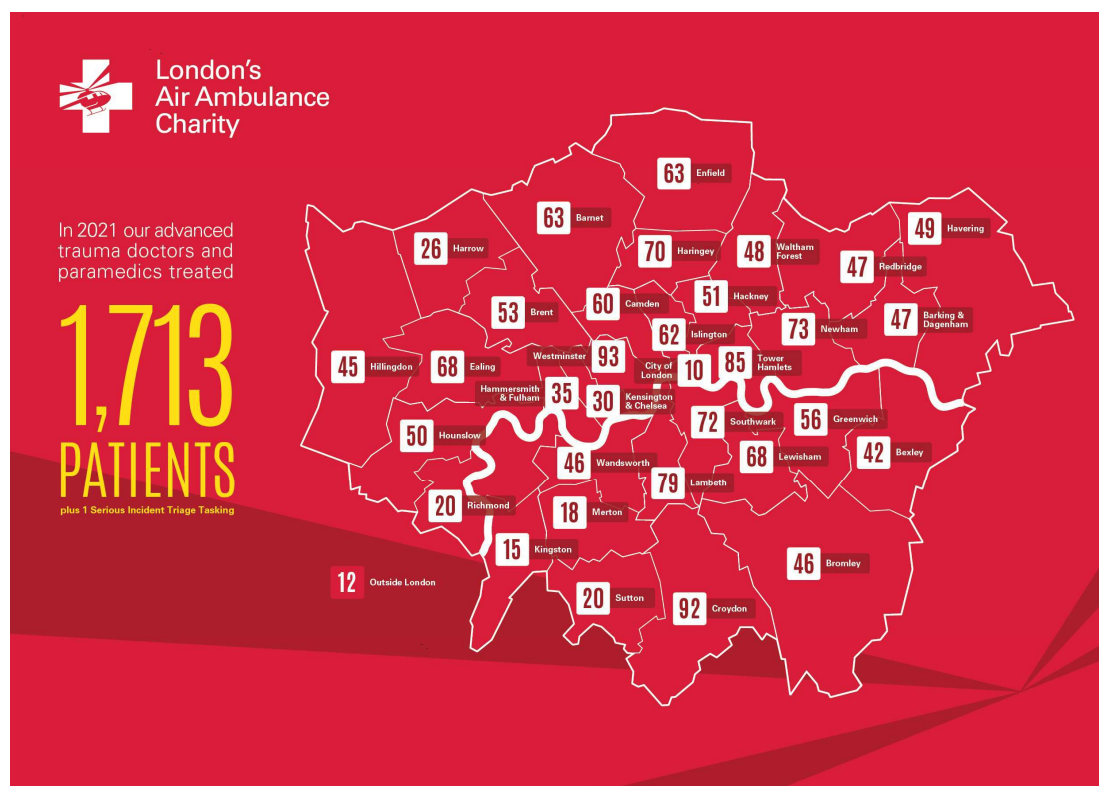 London's
Air Ambulance
Charity
In 2021 our advanced
trauma doctors and
paramedics treated
1,713
PATIENTS
plus 1 Serious Incident Triage Tasking
63 Enfield
63 Barnet
49 Havering
26 Harrow
70 Haringey
48 Waltham
Forest
47 Redbridge
53 Brent
60 Camden
51 Hackney
62 Islington
73 Newham
47 Barking &
Dagenham
45 Hillingdon
68 Ealing
Westminster 93
City of
London 10
85 Tower
Hamlets
Hammersmith
& Fulham 35
30 Kensington
& Chelsea
50 Hounslow
72 Southwark
56 Greenwich
46 Wandsworth
68 Lewisham
42 Bexley
79 Lambeth
20 Richmond
18 Merton
15 Kingston
46 Bromley
12 Outside London
20 Sutton
92 Croydon